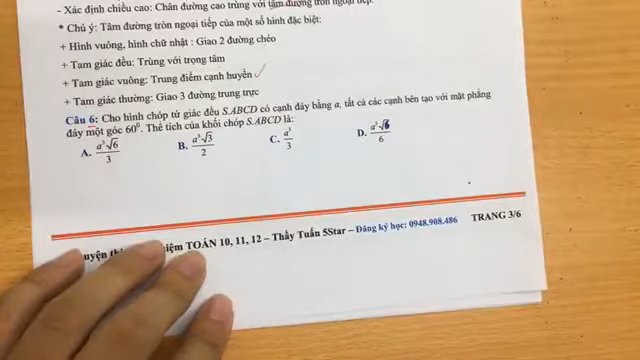 - Xác định chiều cao: Chân đường cao trùng với tâm đường tròn ngoại tiếp.
* Chú ý: Tâm đường tròn ngoại tiếp của một số hình đặc biệt:
+ Hình vuông, hình chữ nhật : Giao 2 đường chéo
+ Tam giác đều: Trùng với trọng tâm
+ Tam giác vuông: Trung điểm cạnh huyền
+ Tam giác thường: Giao 3 đường trung trực
Câu 6: Cho hình chóp tứ giác đều S.ABCD có cạnh đáy bằng a, tất cả các cạnh bên tạo với mặt phẳng
đáy một góc 60⁰. Thể tích của khối chóp S.ABCD là:
A. a³√6/3 B. a³√3/2 C. a³/3 D. a³√6/6
TOÁN 10, 11, 12 – Thầy Tuấn 5Star – Đăng ký học: 0948.908.486 TRANG 3/6